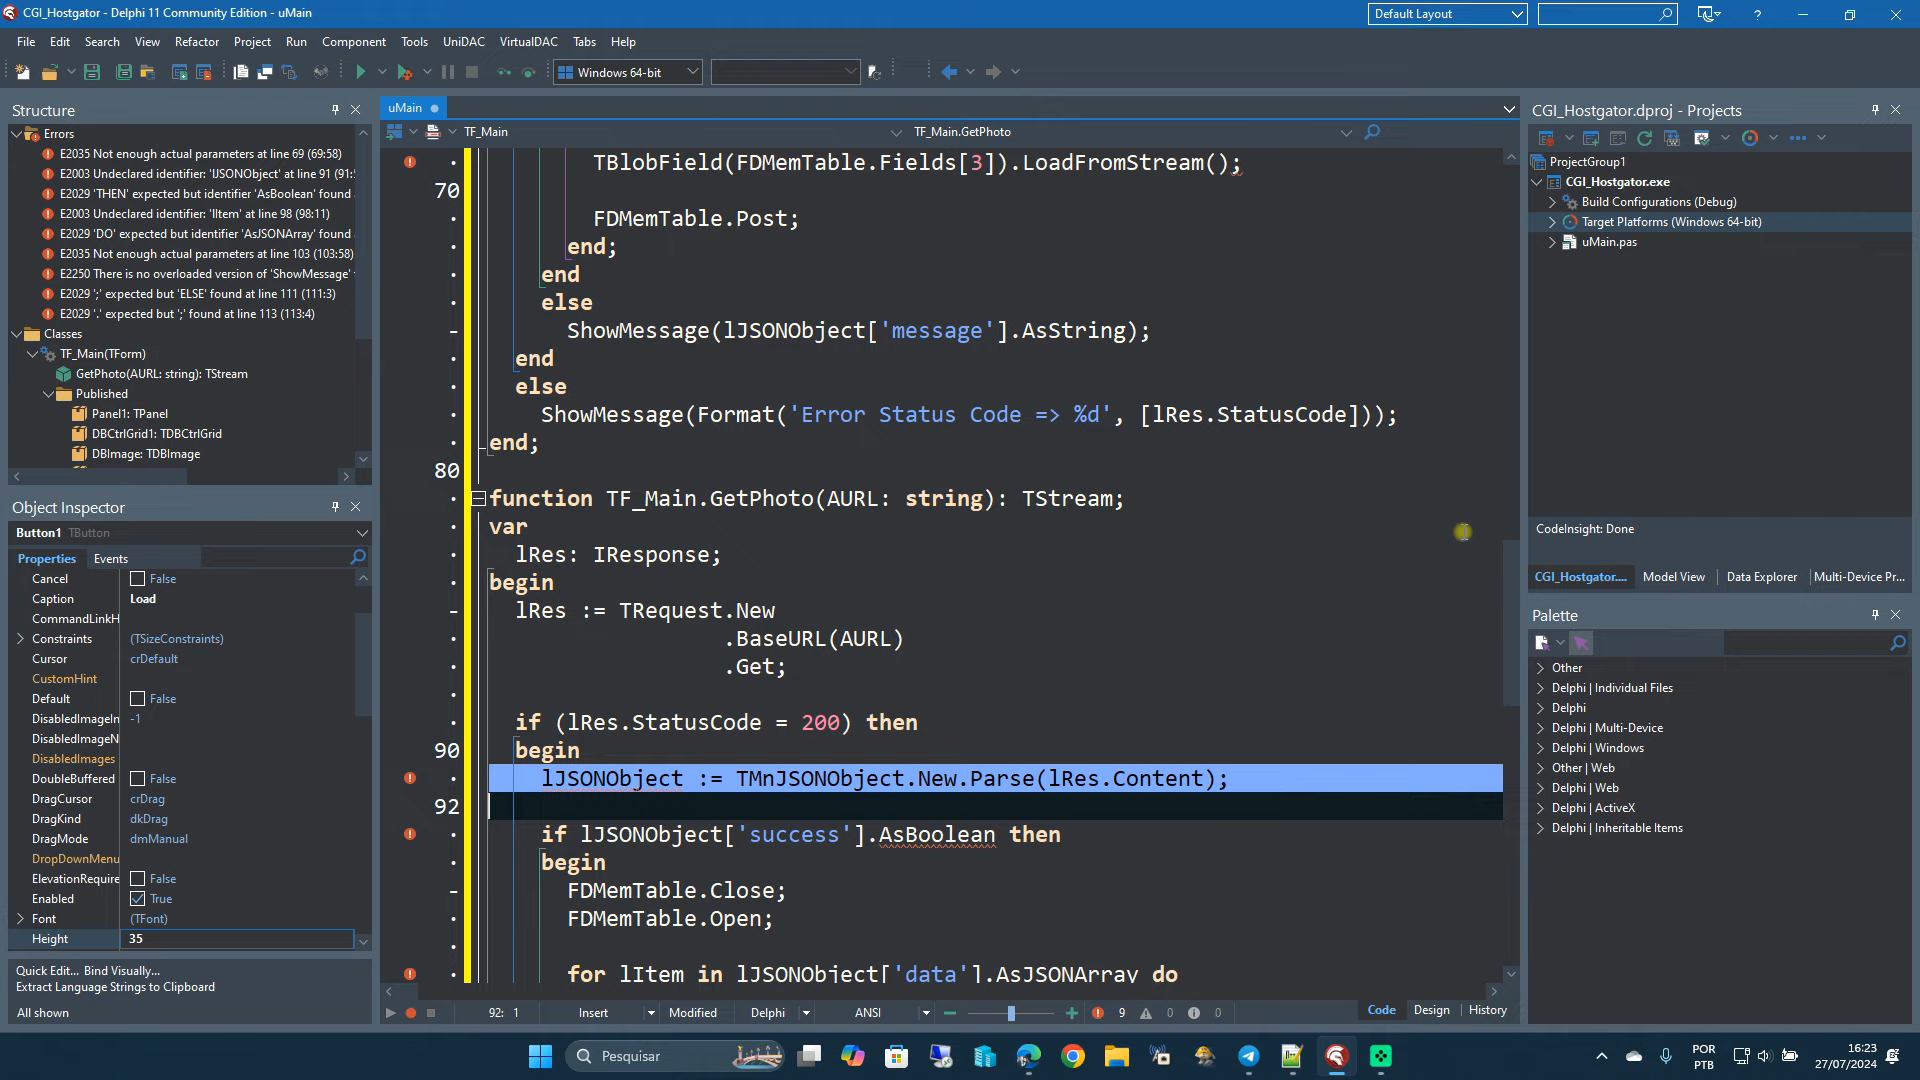 CGI_Hostgator - Delphi 11 Community Edition - uMain
Default Layout
File Edit Search View Refactor Project Run Component Tools UniDAC VirtualDAC Tabs Help
Windows 64-bit
Structure
Errors
E2035 Not enough actual parameters at line 69 (69:58)
E2003 Undeclared identifier: 'lJSONObject' at line 91 (91:5
E2029 'THEN' expected but identifier 'AsBoolean' found a
E2003 Undeclared identifier: 'lItem' at line 98 (98:11)
E2029 'DO' expected but identifier 'AsJSONArray' found a
E2035 Not enough actual parameters at line 103 (103:58)
E2250 There is no overloaded version of 'ShowMessage'
E2029 ';' expected but 'ELSE' found at line 111 (111:3)
E2029 '.' expected but ';' found at line 113 (113:4)
Classes
TF_Main(TForm)
GetPhoto(AURL: string): TStream
Published
Panel1: TPanel
DBCtrlGrid1: TDBCtrlGrid
DBImage: TDBImage
Object Inspector
Button1 TButton
Properties Events
Cancel False
Caption Load
CommandLinkH
Constraints (TSizeConstraints)
Cursor crDefault
CustomHint
Default False
DisabledImageIn -1
DisabledImageN
DisabledImages
DoubleBuffered False
DragCursor crDrag
DragKind dkDrag
DragMode dmManual
DropDownMenu
ElevationRequire False
Enabled True
Font (TFont)
Height 35
Quick Edit... Bind Visually...
Extract Language Strings to Clipboard
All shown
uMain
TF_Main TF_Main.GetPhoto
TBlobField(FDMemTable.Fields[3]).LoadFromStream();
70
FDMemTable.Post;
end;
end
else
ShowMessage(lJSONObject['message'].AsString);
end
else
ShowMessage(Format('Error Status Code => %d', [lRes.StatusCode]));
end;
80
function TF_Main.GetPhoto(AURL: string): TStream;
var
lRes: IResponse;
begin
lRes := TRequest.New
.BaseURL(AURL)
.Get;
if (lRes.StatusCode = 200) then
90 begin
lJSONObject := TMnJSONObject.New.Parse(lRes.Content);
92
if lJSONObject['success'].AsBoolean then
begin
FDMemTable.Close;
FDMemTable.Open;
for lItem in lJSONObject['data'].AsJSONArray do
92: 1 Insert Modified Delphi ANSI 9 0 0 Code Design History
CGI_Hostgator.dproj - Projects
ProjectGroup1
CGI_Hostgator.exe
Build Configurations (Debug)
Target Platforms (Windows 64-bit)
uMain.pas
CodeInsight: Done
CGI_Hostgator.... Model View Data Explorer Multi-Device Pr...
Palette
Other
Delphi | Individual Files
Delphi
Delphi | Multi-Device
Delphi | Windows
Other | Web
Delphi | Web
Delphi | ActiveX
Delphi | Inheritable Items
Pesquisar
POR
PTB
16:23
27/07/2024